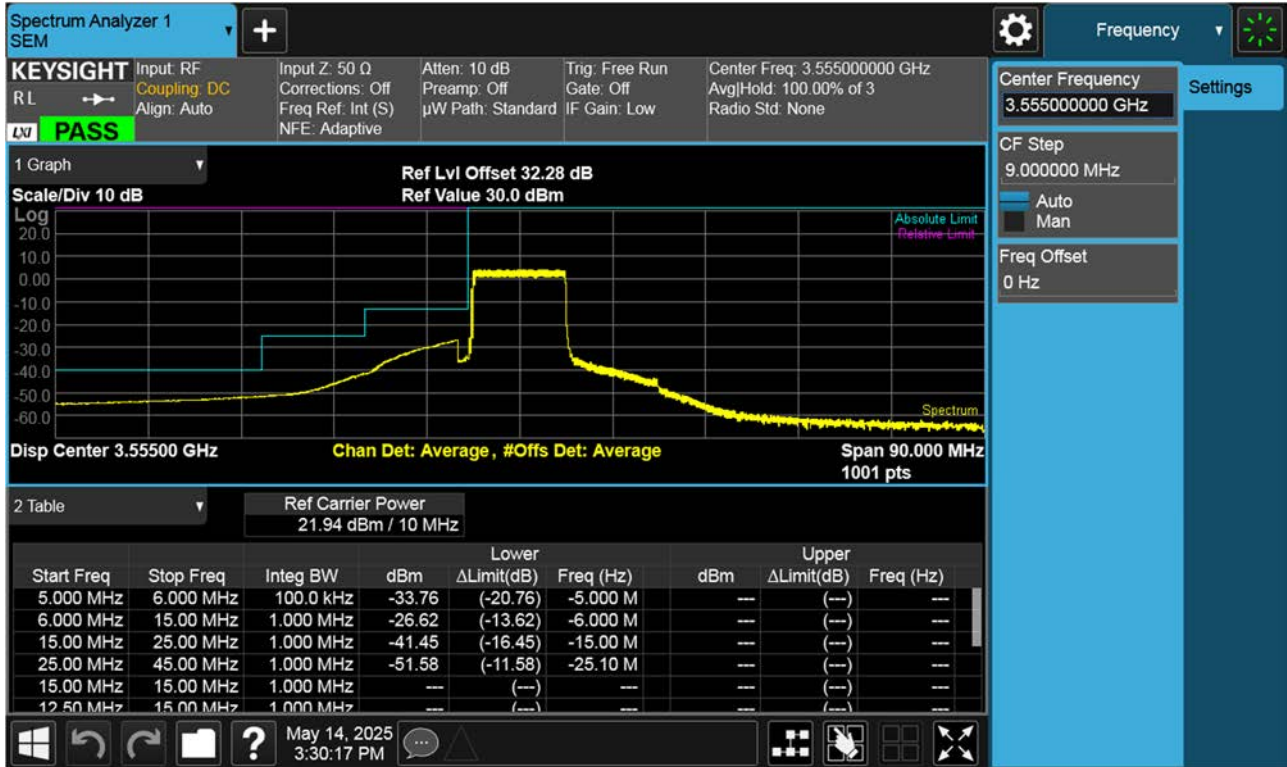 Spectrum Analyzer 1
SEM
Frequency
KEYSIGHT
RL
LXI
PASS
Input: RF
Coupling: DC
Align: Auto
Input Z: 50 Ω
Corrections: Off
Freq Ref: Int (S)
NFE: Adaptive
Atten: 10 dB
Preamp: Off
µW Path: Standard
Trig: Free Run
Gate: Off
IF Gain: Low
Center Freq: 3.555000000 GHz
Avg|Hold: 100.00% of 3
Radio Std: None
Center Frequency
3.555000000 GHz
Settings
CF Step
9.000000 MHz
Auto
Man
Freq Offset
0 Hz
1 Graph
Scale/Div 10 dB
Ref Lvl Offset 32.28 dB
Ref Value 30.0 dBm
Log
Absolute Limit
Relative Limit
20.0
10.0
0.00
-10.0
-20.0
-30.0
-40.0
-50.0
-60.0
Spectrum
Disp Center 3.55500 GHz
Chan Det: Average, #Offs Det: Average
Span 90.000 MHz
1001 pts
2 Table
Ref Carrier Power
21.94 dBm / 10 MHz
Lower Upper
Start Freq Stop Freq Integ BW dBm ΔLimit(dB) Freq (Hz) dBm ΔLimit(dB) Freq (Hz)
5.000 MHz 6.000 MHz 100.0 kHz -33.76 (-20.76) -5.000 M --- (---) ---
6.000 MHz 15.00 MHz 1.000 MHz -26.62 (-13.62) -6.000 M --- (---) ---
15.00 MHz 25.00 MHz 1.000 MHz -41.45 (-16.45) -15.00 M --- (---) ---
25.00 MHz 45.00 MHz 1.000 MHz -51.58 (-11.58) -25.10 M --- (---) ---
15.00 MHz 15.00 MHz 1.000 MHz --- (---) --- --- (---) ---
12.50 MHz 15.00 MHz 1.000 MHz --- (---) --- --- (---) ---
?
May 14, 2025
3:30:17 PM